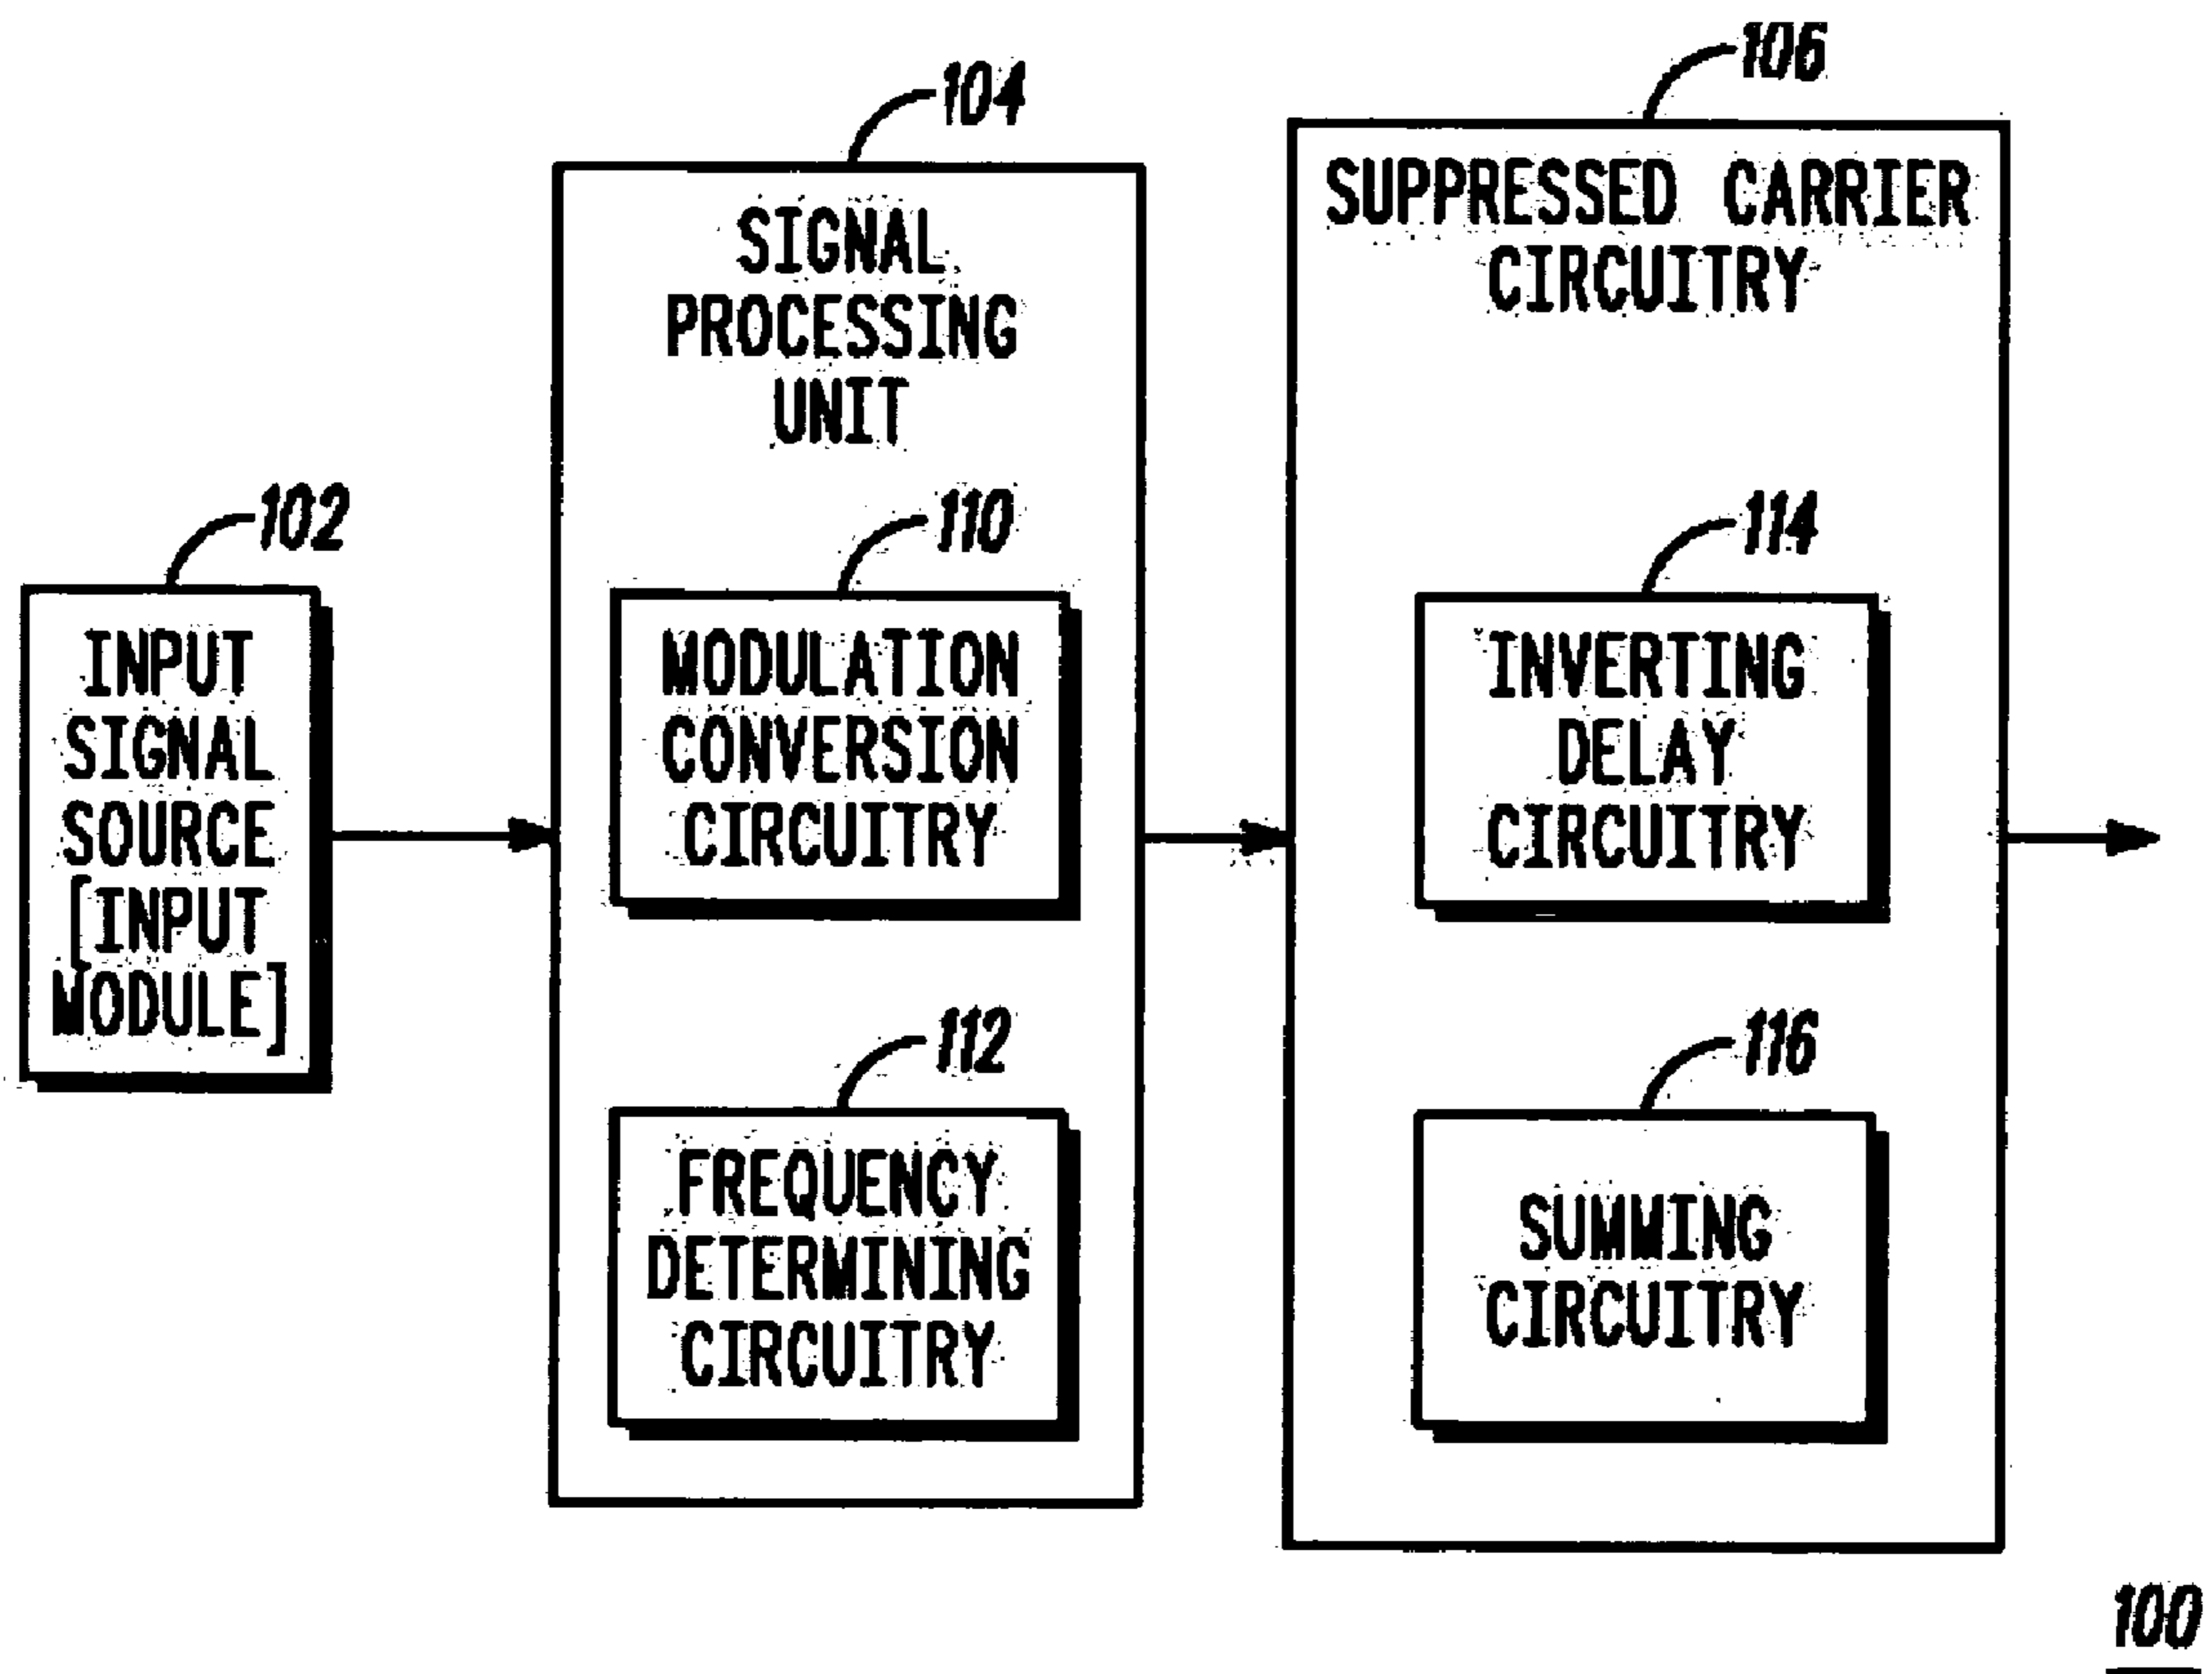 102
INPUT
SIGNAL
SOURCE
[INPUT
MODULE]
104
SIGNAL
PROCESSING
UNIT
110
MODULATION
CONVERSION
CIRCUITRY
112
FREQUENCY
DETERMINING
CIRCUITRY
106
SUPPRESSED CARRIER
CIRCUITRY
114
INVERTING
DELAY
CIRCUITRY
116
SUMMING
CIRCUITRY
100